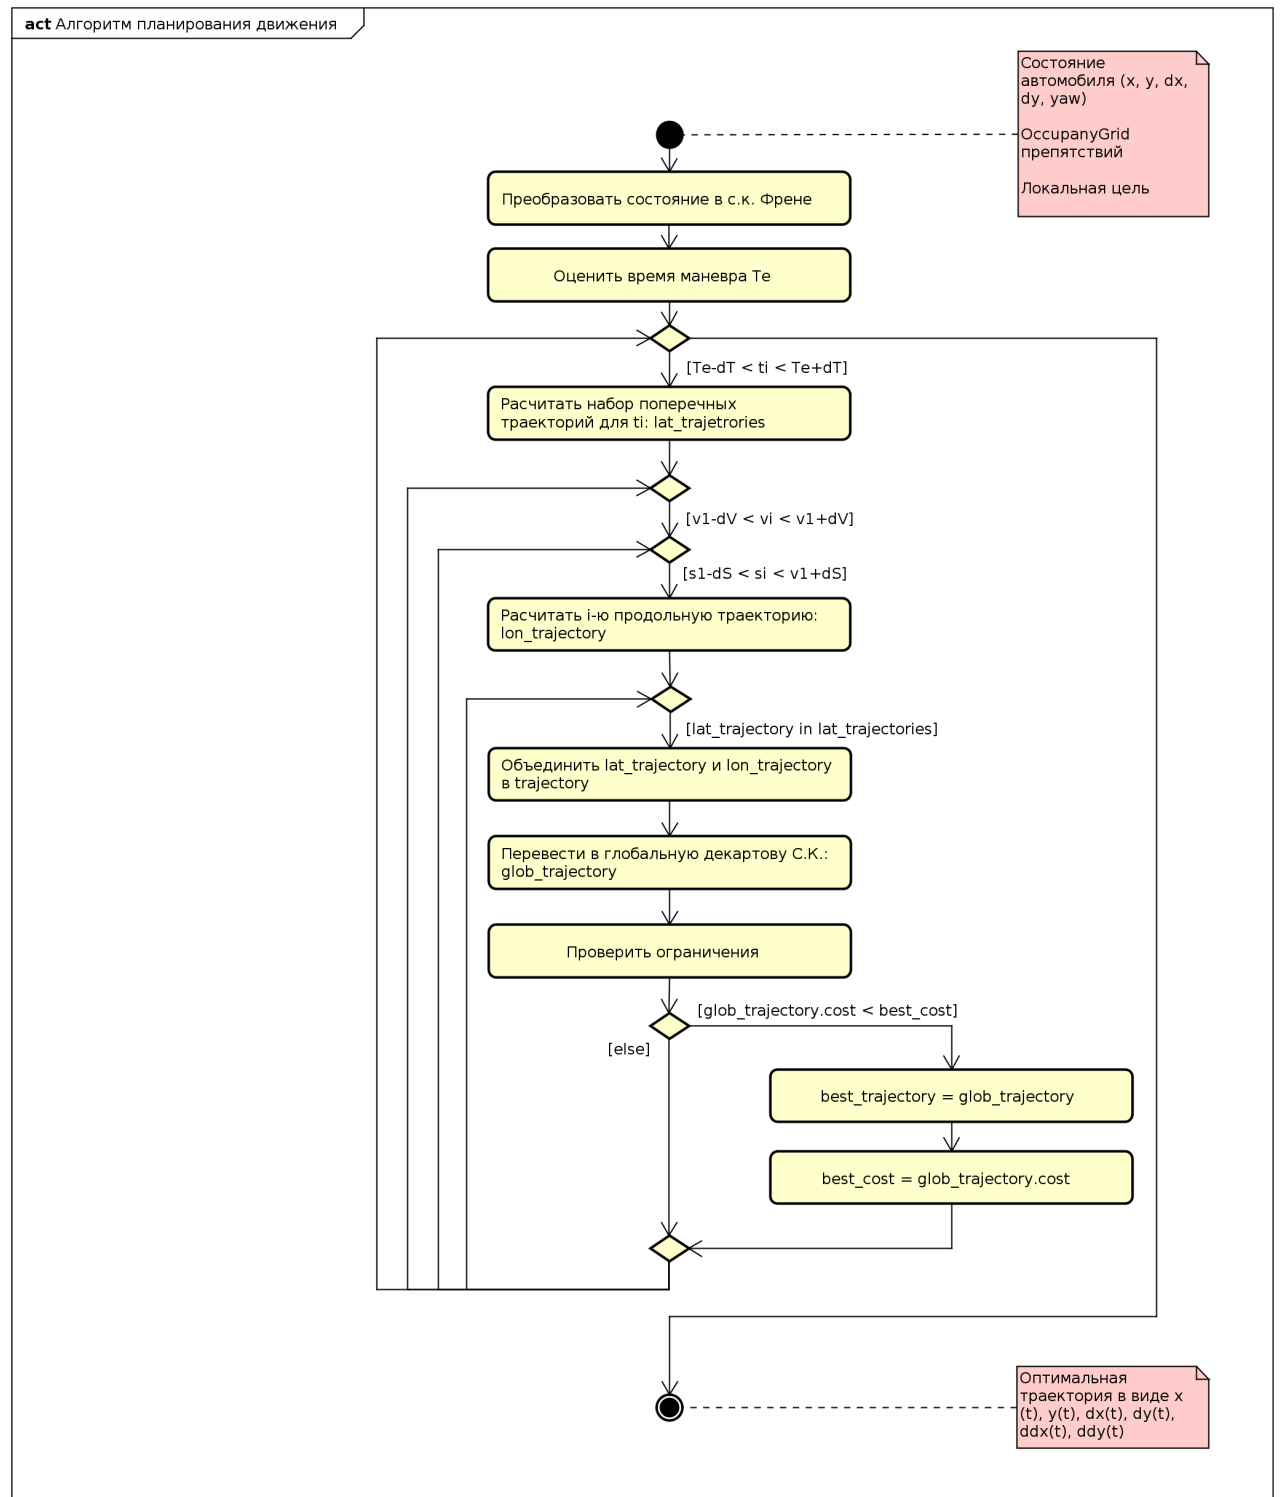 act Алгоритм планирования движения
Состояние
автомобиля (x, y, dx,
dy, yaw)
OccupanyGrid
препятствий
Локальная цель
Преобразовать состояние в с.к. Френе
Оценить время маневра Te
[Te-dT < ti < Te+dT]
Расчитать набор поперечных
траекторий для ti: lat_trajetrories
[v1-dV < vi < v1+dV]
[s1-dS < si < v1+dS]
Расчитать i-ю продольную траекторию:
lon_trajectory
[lat_trajectory in lat_trajectories]
Объединить lat_trajectory и lon_trajectory
в trajectory
Перевести в глобальную декартову С.К.:
glob_trajectory
Проверить ограничения
[glob_trajectory.cost < best_cost]
[else]
best_trajectory = glob_trajectory
best_cost = glob_trajectory.cost
Оптимальная
траектория в виде x
(t), y(t), dx(t), dy(t),
ddx(t), ddy(t)